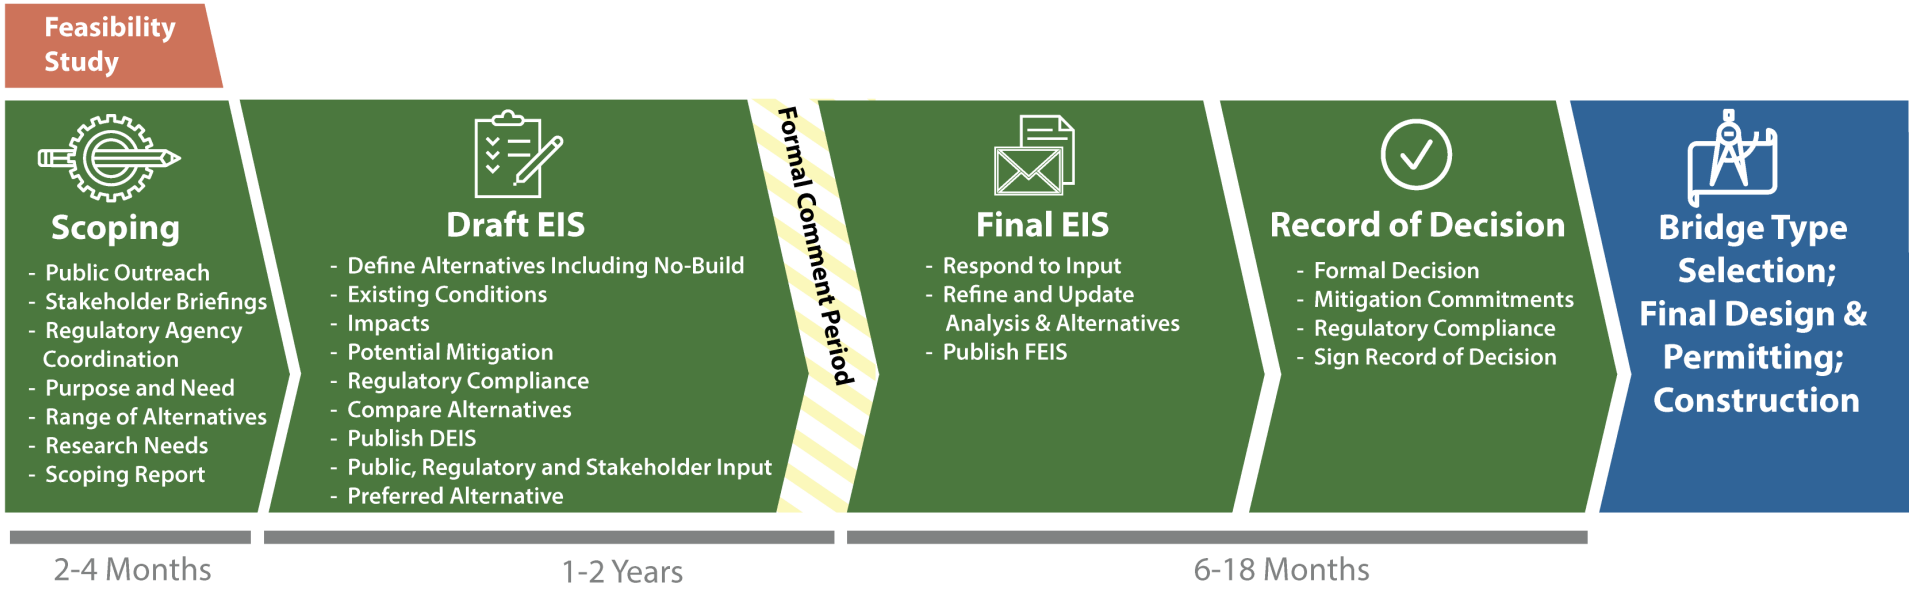 Feasibility
Study
Scoping
- Public Outreach
- Stakeholder Briefings
- Regulatory Agency
Coordination
- Purpose and Need
- Range of Alternatives
- Research Needs
- Scoping Report
Draft EIS
- Define Alternatives Including No-Build
- Existing Conditions
- Impacts
- Potential Mitigation
- Regulatory Compliance
- Compare Alternatives
- Publish DEIS
- Public, Regulatory and Stakeholder Input
- Preferred Alternative
Formal Comment Period
Final EIS
- Respond to Input
- Refine and Update
Analysis & Alternatives
- Publish FEIS
Record of Decision
- Formal Decision
- Mitigation Commitments
- Regulatory Compliance
- Sign Record of Decision
Bridge Type
Selection;
Final Design &
Permitting;
Construction
2-4 Months
1-2 Years
6-18 Months